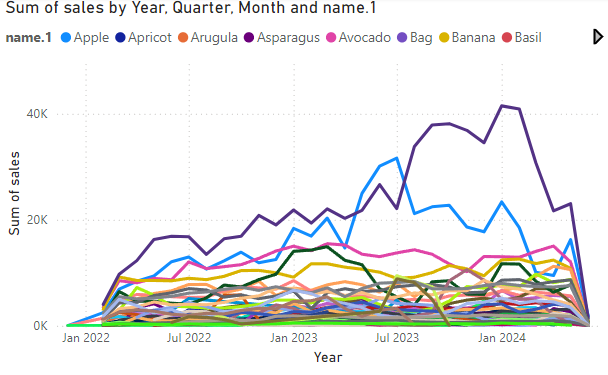 Sum of sales by Year, Quarter, Month and name.1
name.1 Apple Apricot Arugula Asparagus Avocado Bag Banana Basil
40K
20K
0K
Sum of sales
Jan 2022 Jul 2022 Jan 2023 Jul 2023 Jan 2024
Year